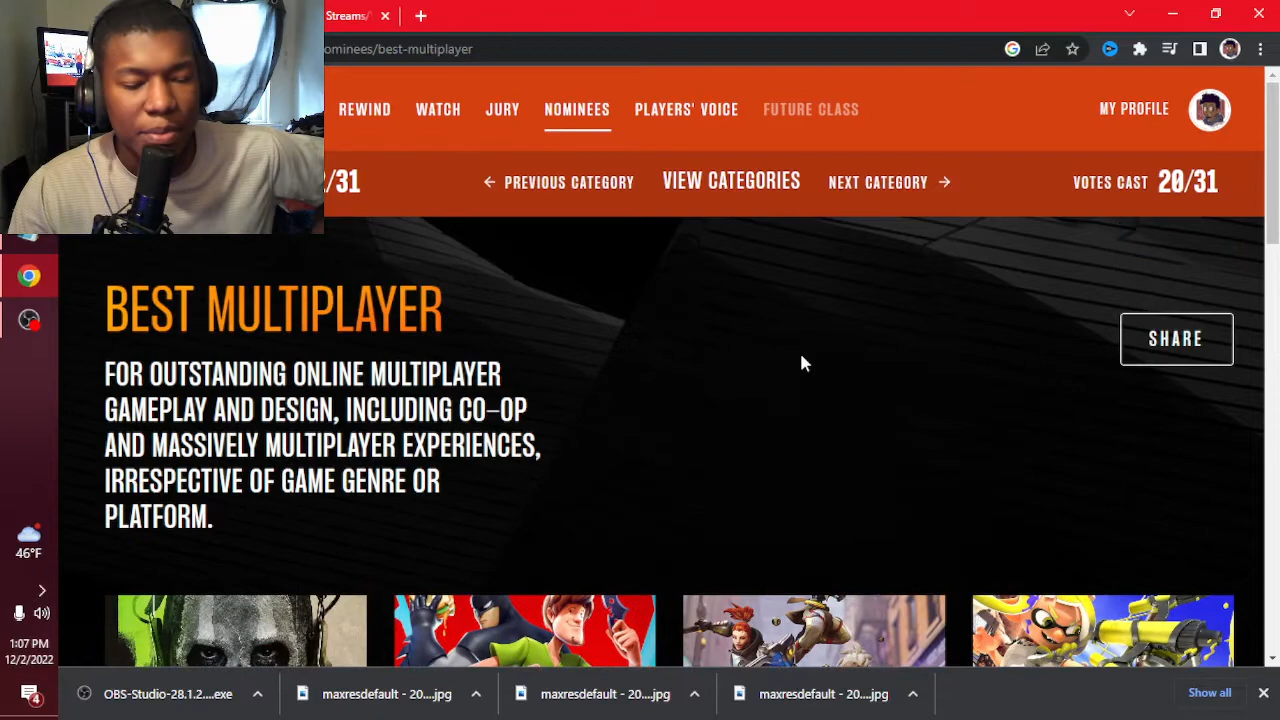 Streams/
ominees/best-multiplayer
REWIND WATCH JURY NOMINEES PLAYERS' VOICE FUTURE CLASS MY PROFILE
/31 PREVIOUS CATEGORY VIEW CATEGORIES NEXT CATEGORY VOTES CAST 20/31
BEST MULTIPLAYER
SHARE
FOR OUTSTANDING ONLINE MULTIPLAYER
GAMEPLAY AND DESIGN, INCLUDING CO-OP
AND MASSIVELY MULTIPLAYER EXPERIENCES,
IRRESPECTIVE OF GAME GENRE OR
PLATFORM.
46°F
1:07 PM
12/2/2022
4
OBS-Studio-28.1.2....exe maxresdefault - 20....jpg maxresdefault - 20....jpg maxresdefault - 20....jpg Show all